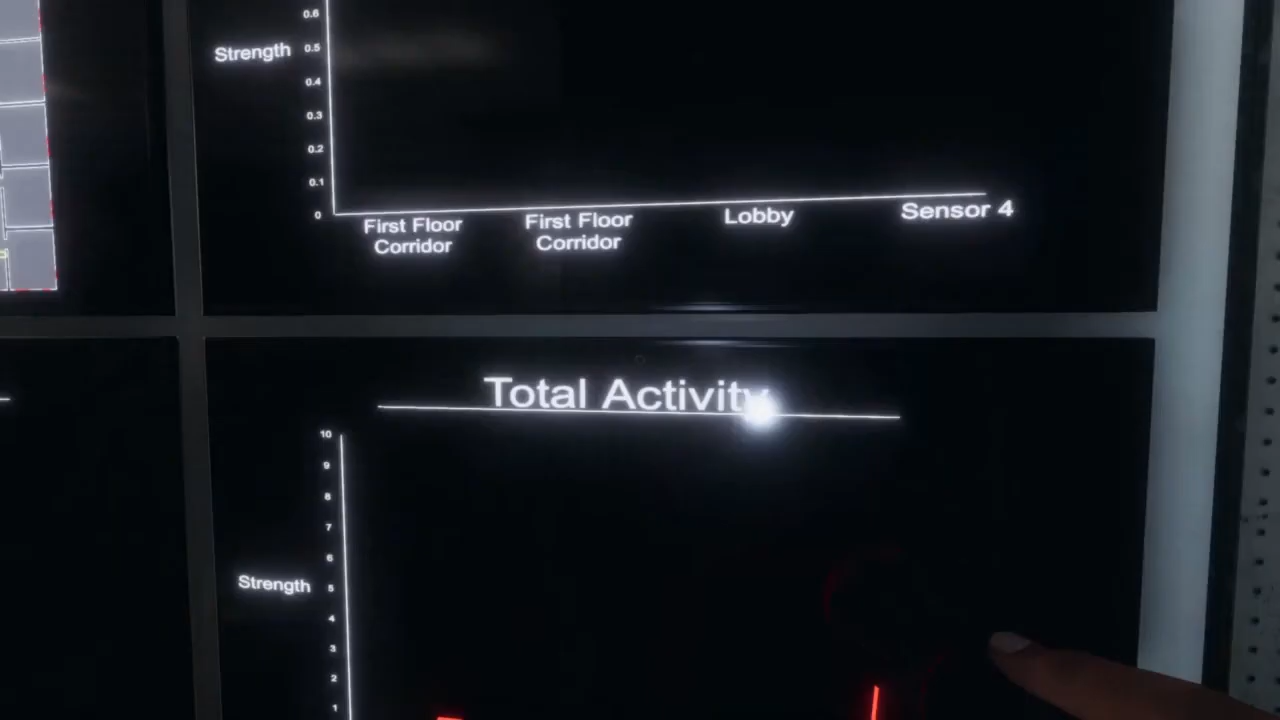 0.6
Strength 0.5
0.4
0.3
0.2
0.1
0
First Floor
Corridor
First Floor
Corridor
Lobby
Sensor 4
Total Activity
10
9
8
7
6
Strength 5
4
3
2
1